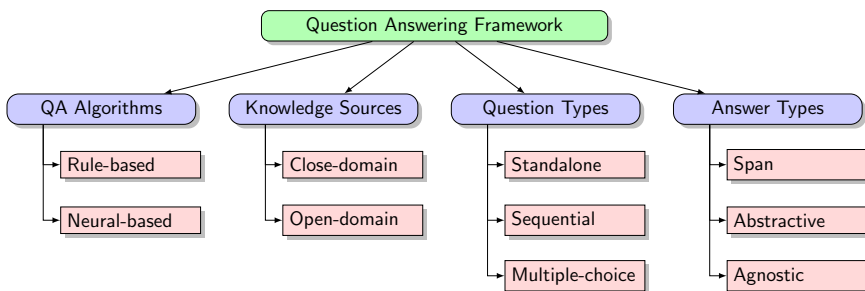 Question Answering Framework
QA Algorithms
Rule-based
Neural-based
Knowledge Sources
Close-domain
Open-domain
Question Types
Standalone
Sequential
Multiple-choice
Answer Types
Span
Abstractive
Agnostic